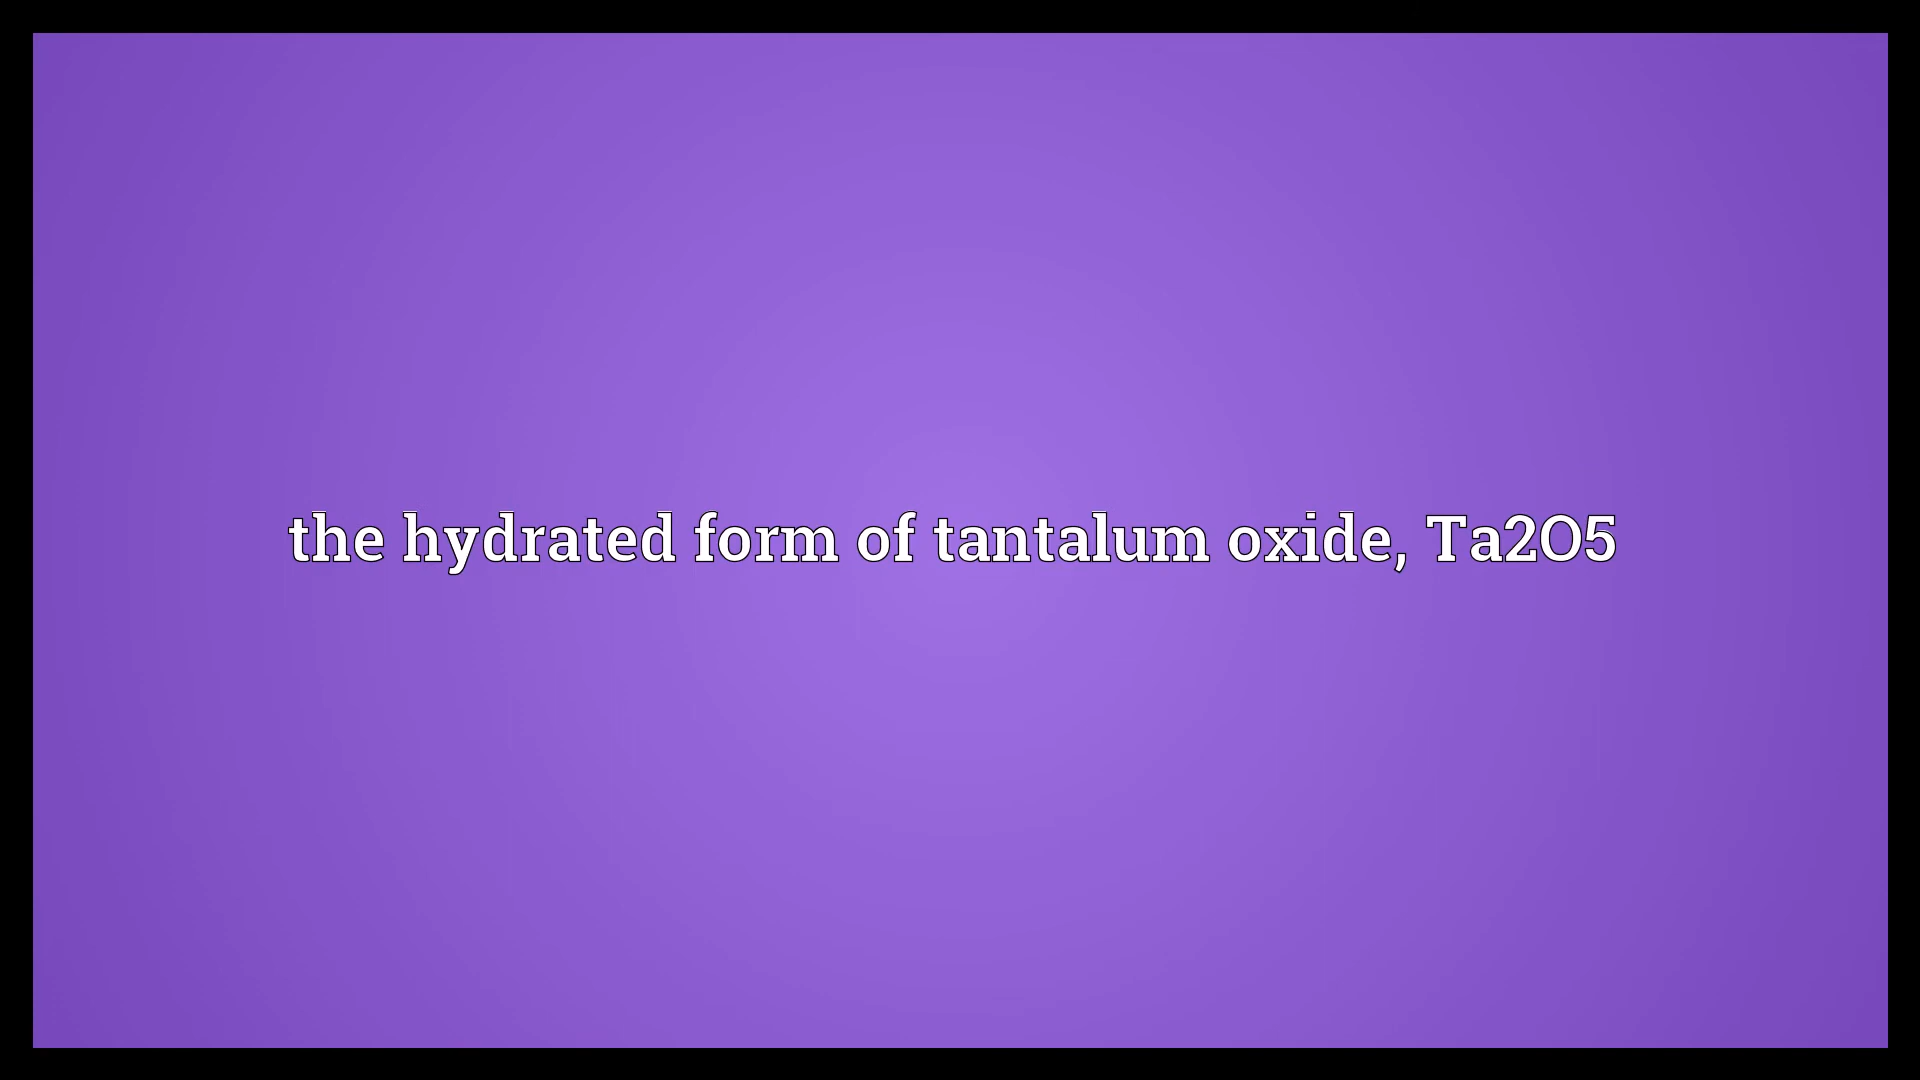 the hydrated form of tantalum oxide, Ta2O5